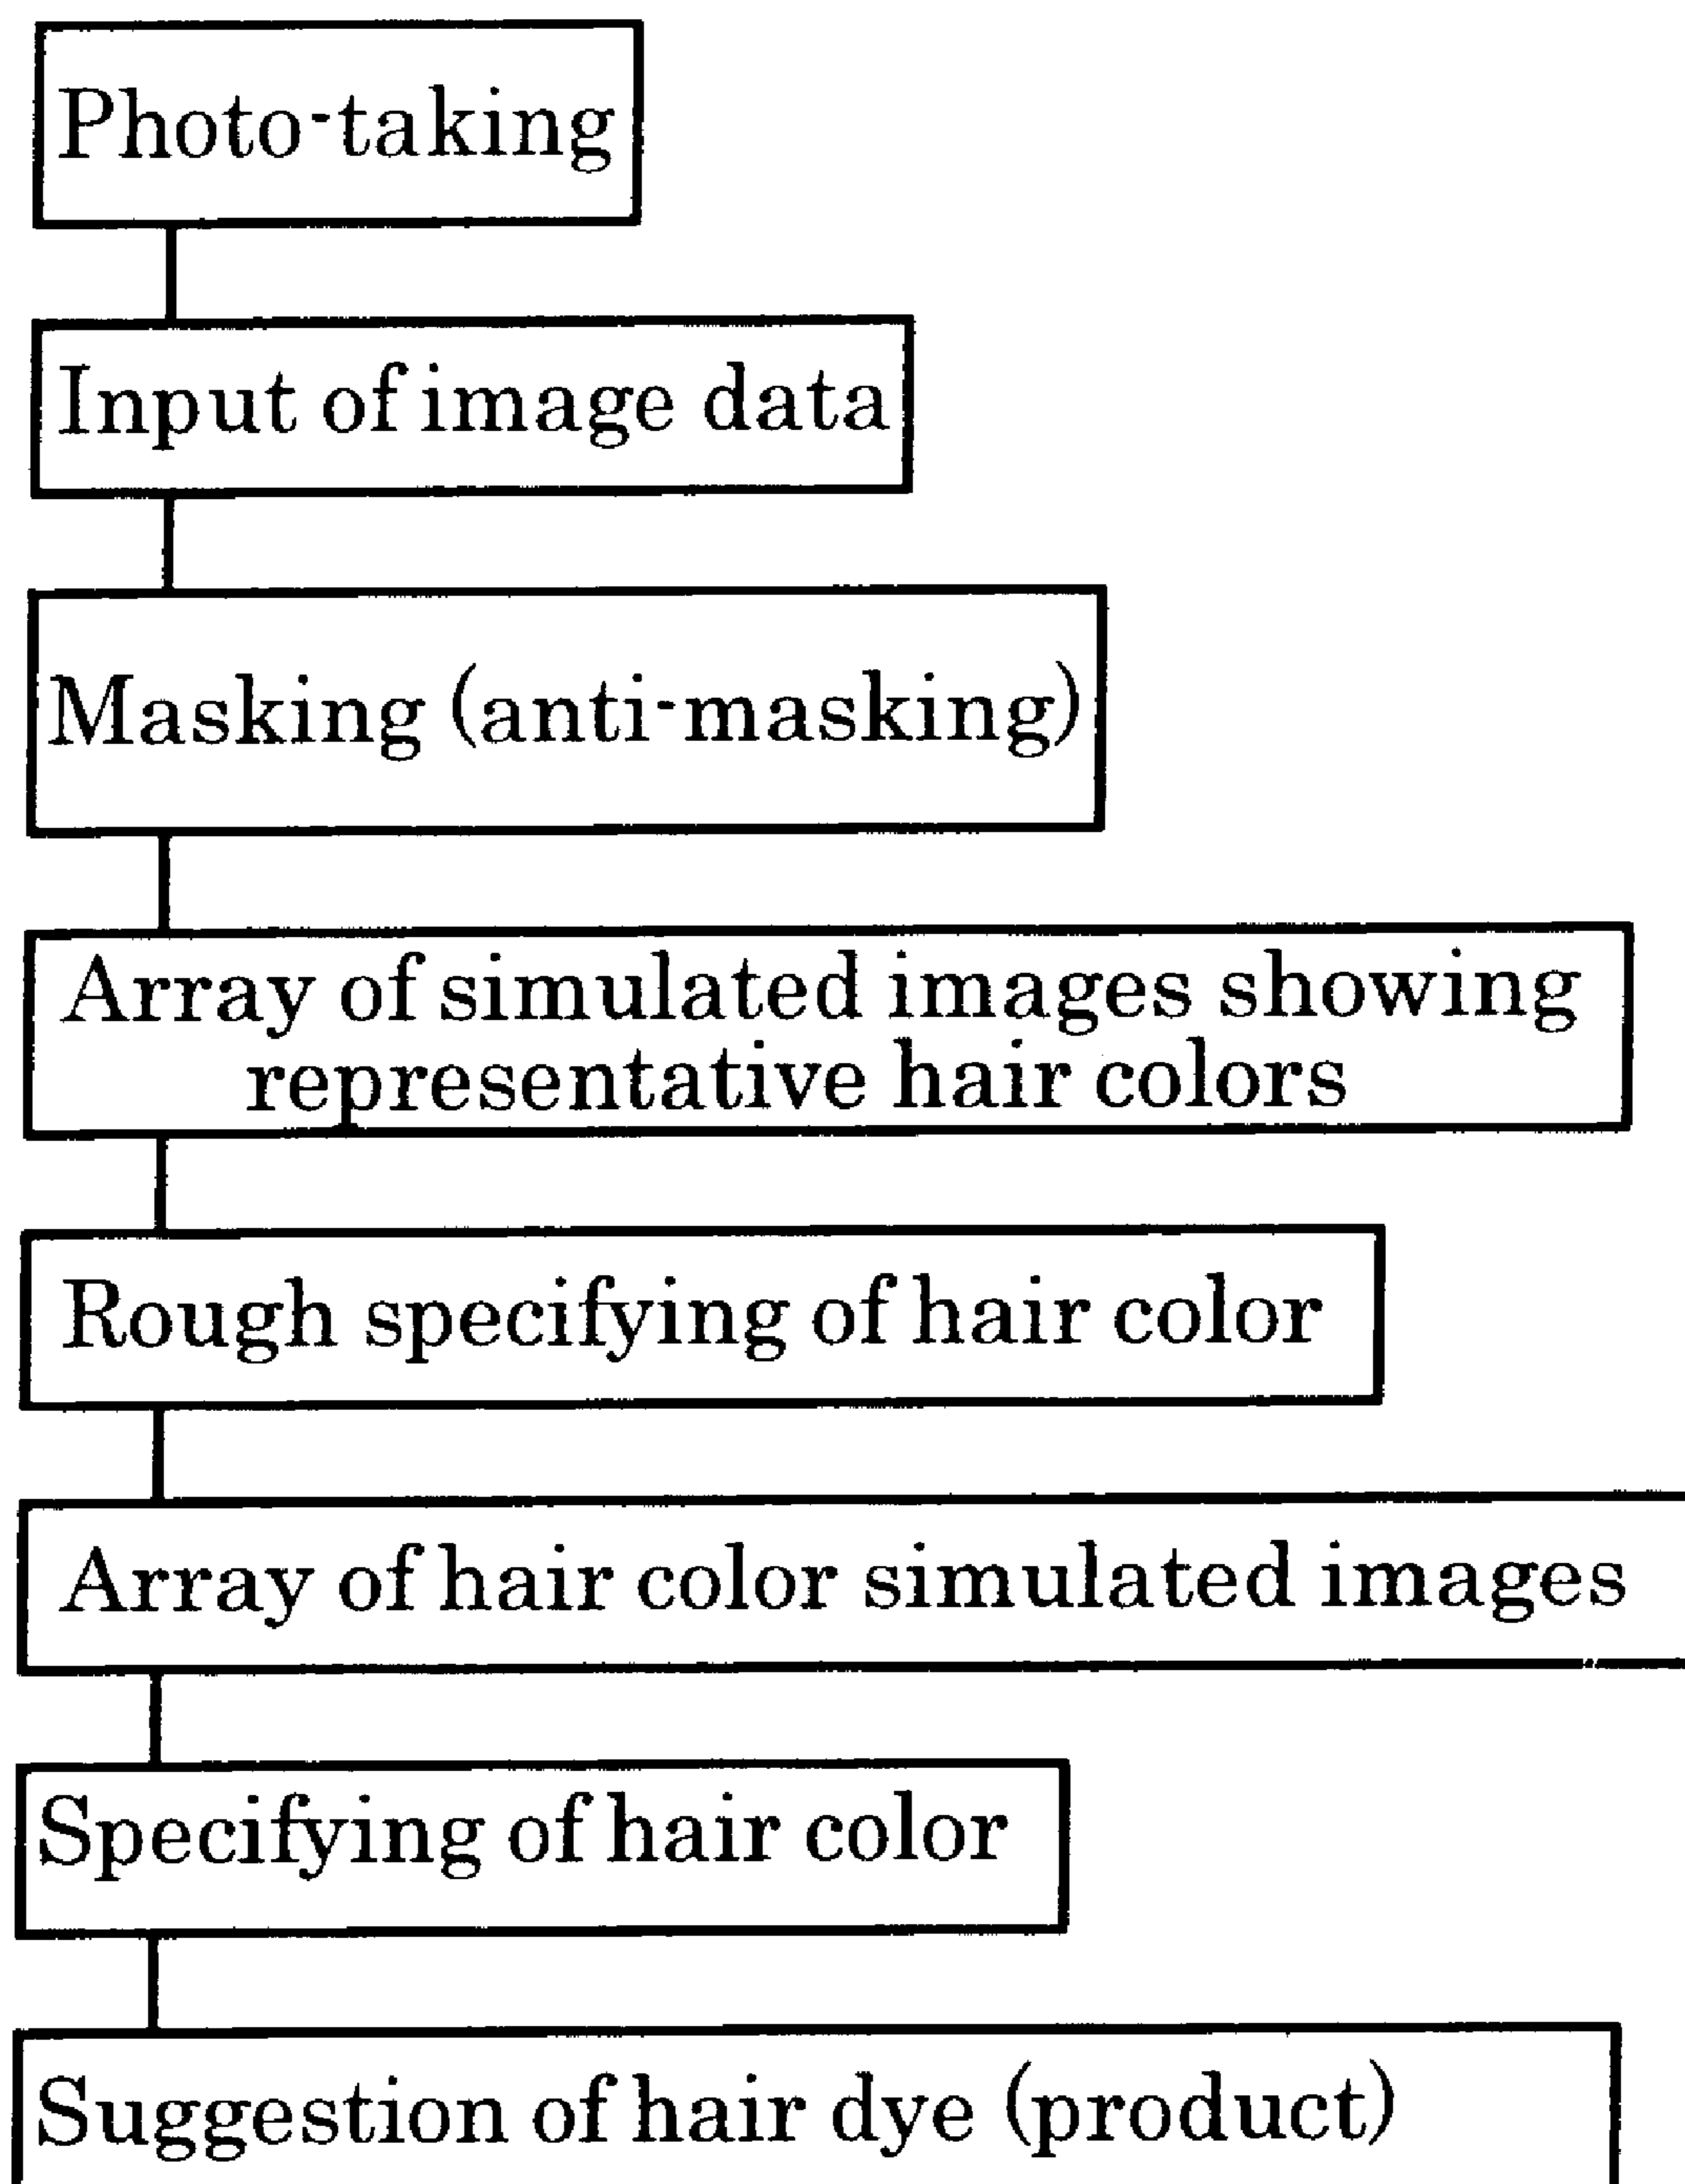 Photo-taking
Input of image data
Masking (anti-masking)
Array of simulated images showing
representative hair colors
Rough specifying of hair color
Array of hair color simulated images
Specifying of hair color
Suggestion of hair dye (product)